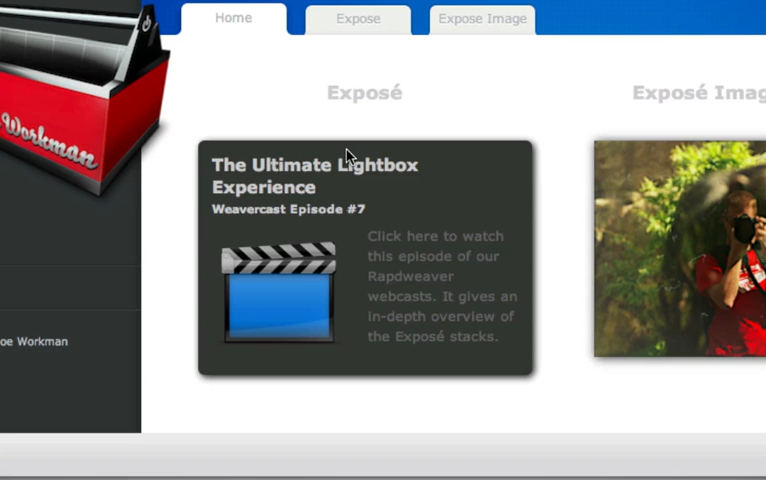 Home
Expose
Expose Image
Workman
Exposé
Exposé Imag
The Ultimate Lightbox
Experience
Weavercast Episode #7
Click here to watch
this episode of our
Rapdweaver
webcasts. It gives an
in-depth overview of
the Exposé stacks.
oe Workman